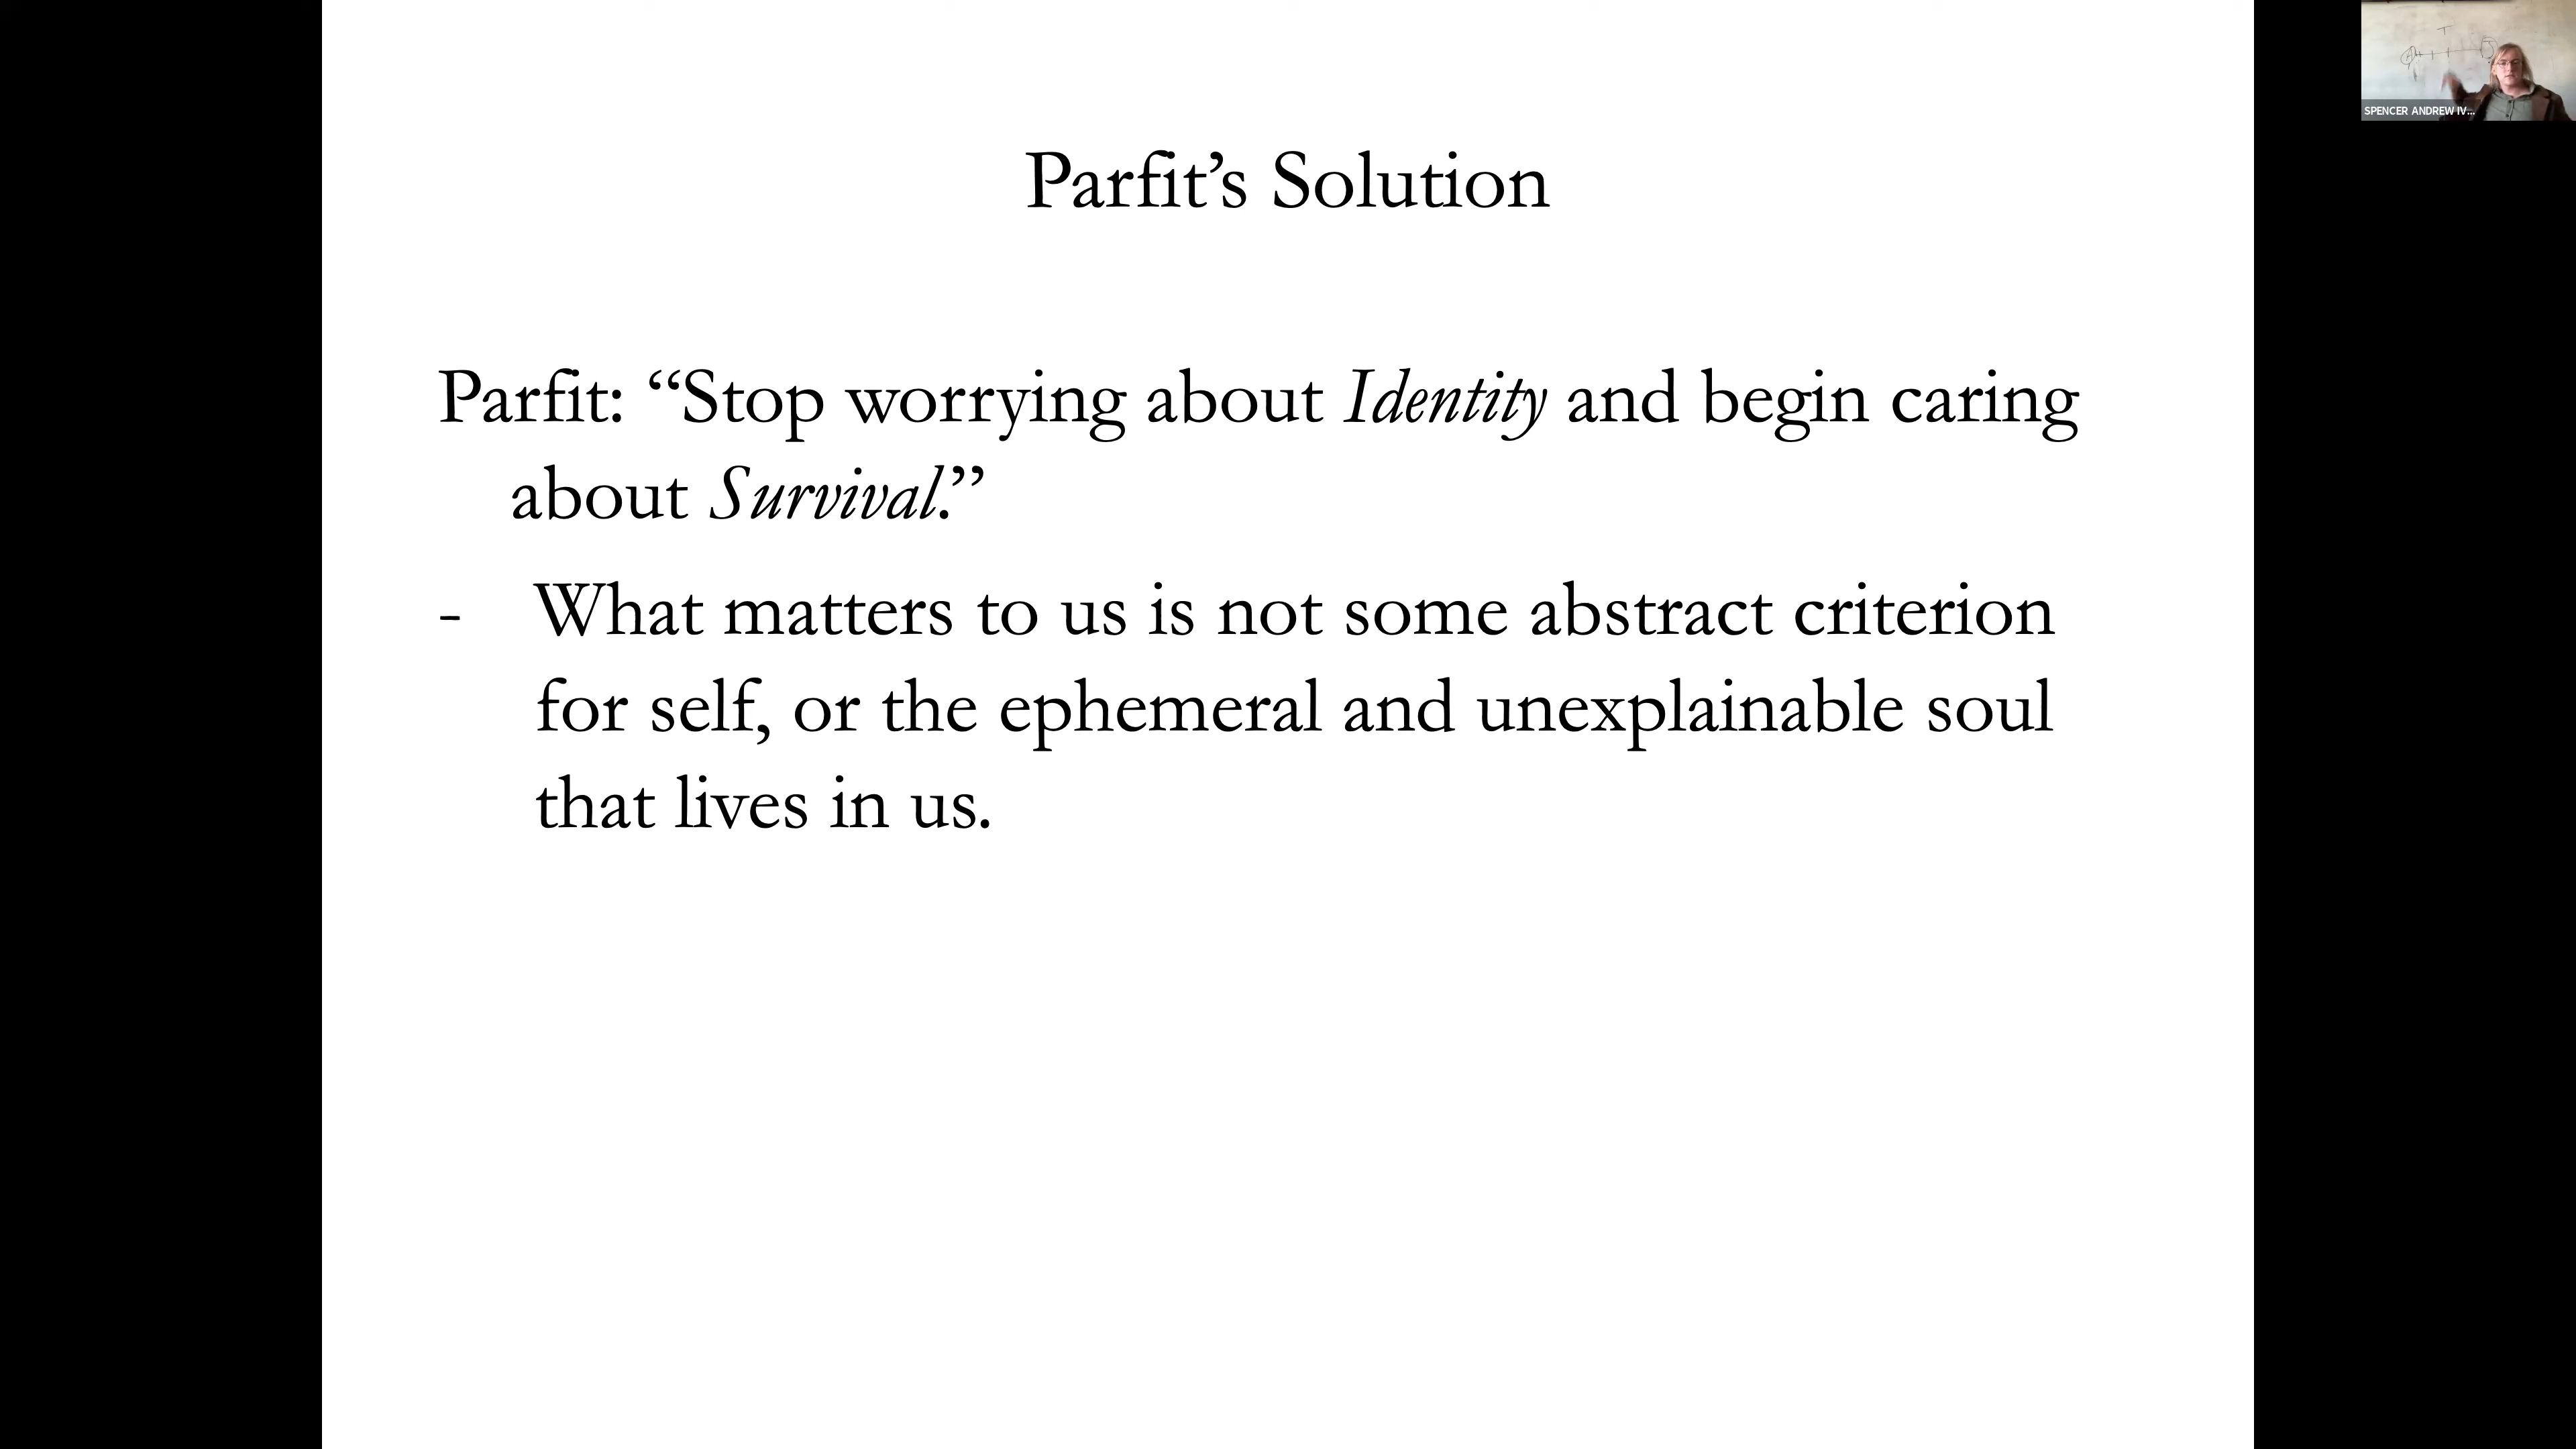 Parfit’s Solution
Parfit: “Stop worrying about Identity and begin caring
about Survival.”
- What matters to us is not some abstract criterion
for self, or the ephemeral and unexplainable soul
that lives in us.
SPENCER ANDREW IV...